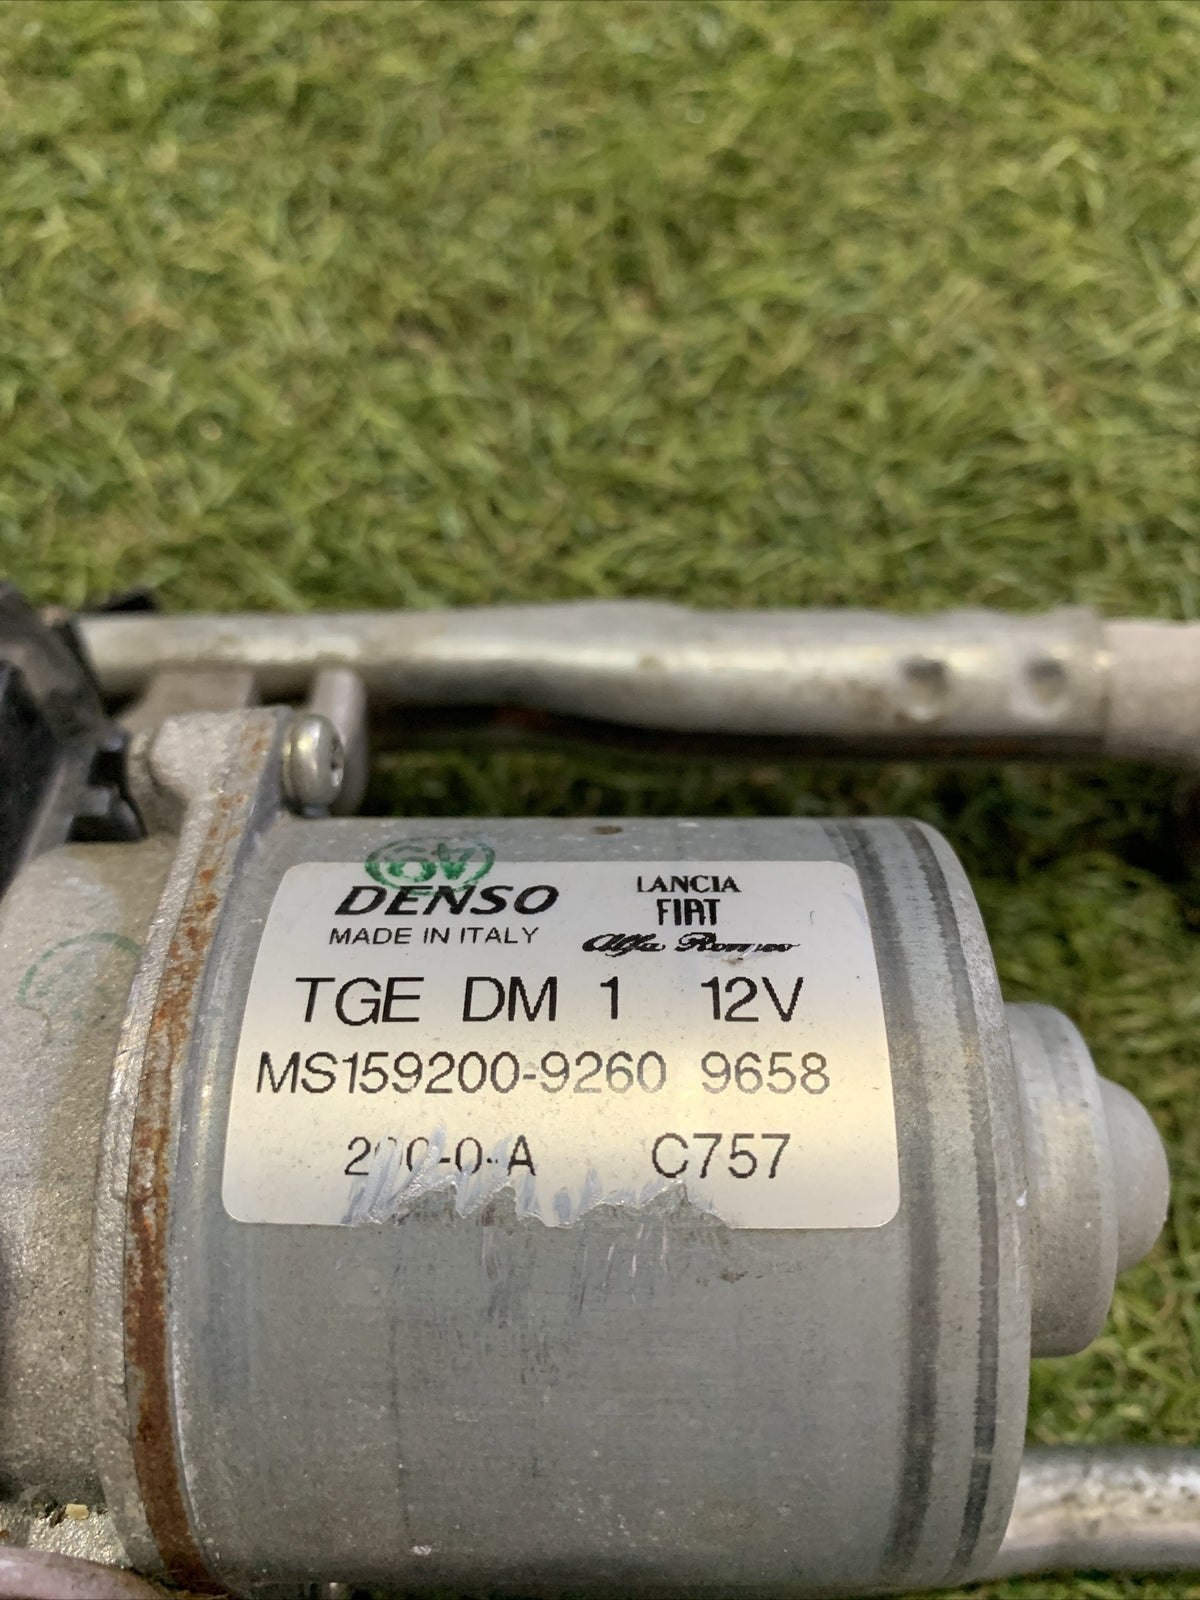 DENSO
MADE IN ITALY
LANCIA
FIAT
Alfa Romeo
TGE DM 1 12V
MS159200-9260 9658
C757